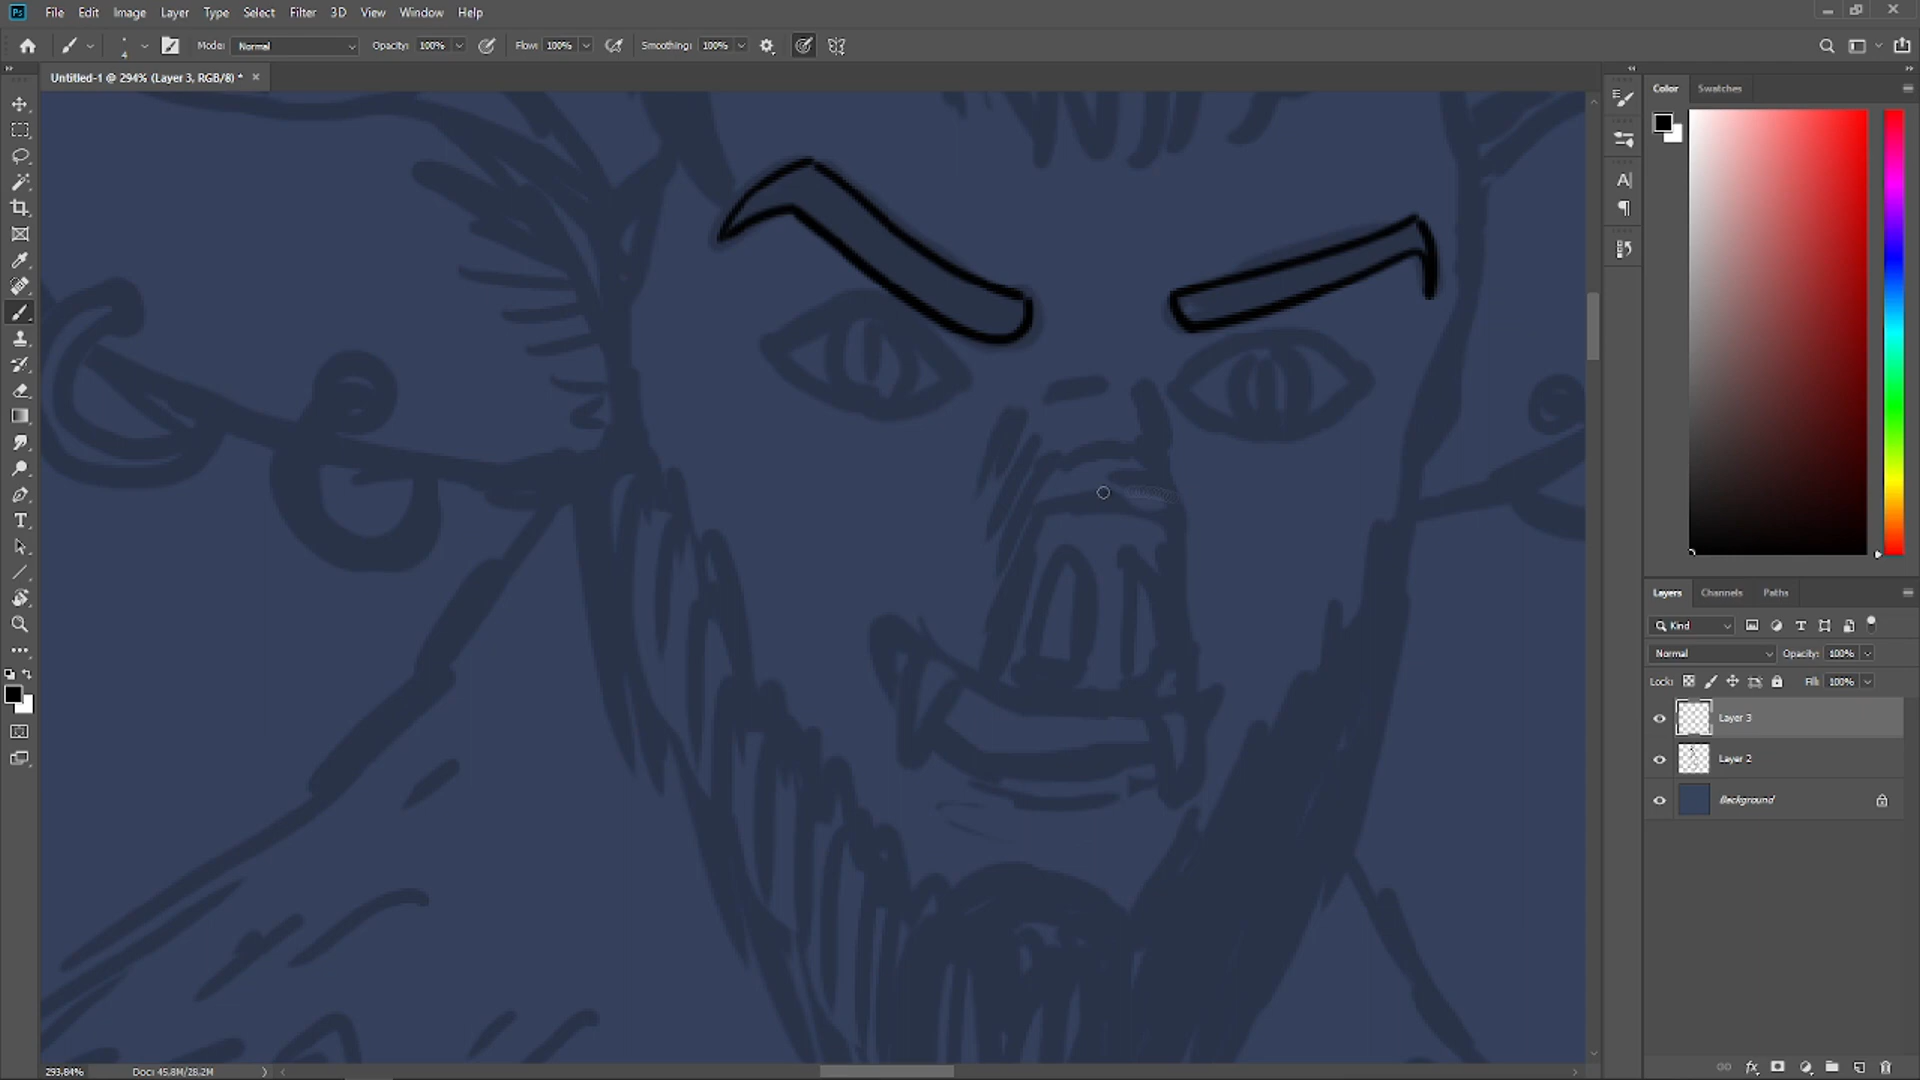 Ps File Edit Image Layer Type Select Filter 3D View Window Help
4 Mode: Normal Opacity: 100% Flow: 100% Smoothing: 100%
Untitled-1 @ 294% (Layer 3, RGB/8) *
Color Swatches
Layers Channels Paths
Kind
Normal Opacity: 100%
Lock: Fill: 100%
Layer 3
Layer 2
Background
293,84% Doc: 45,8M/28,2M